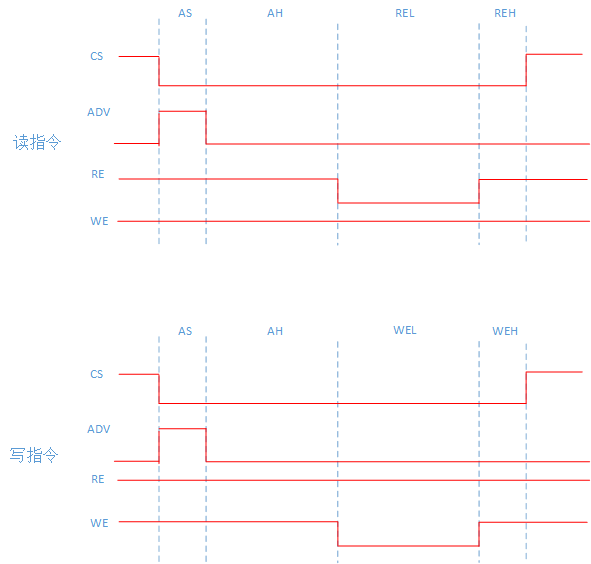 AS AH REL REH
CS
ADV
读指令
RE
WE
AS AH WEL WEH
CS
ADV
写指令
RE
WE